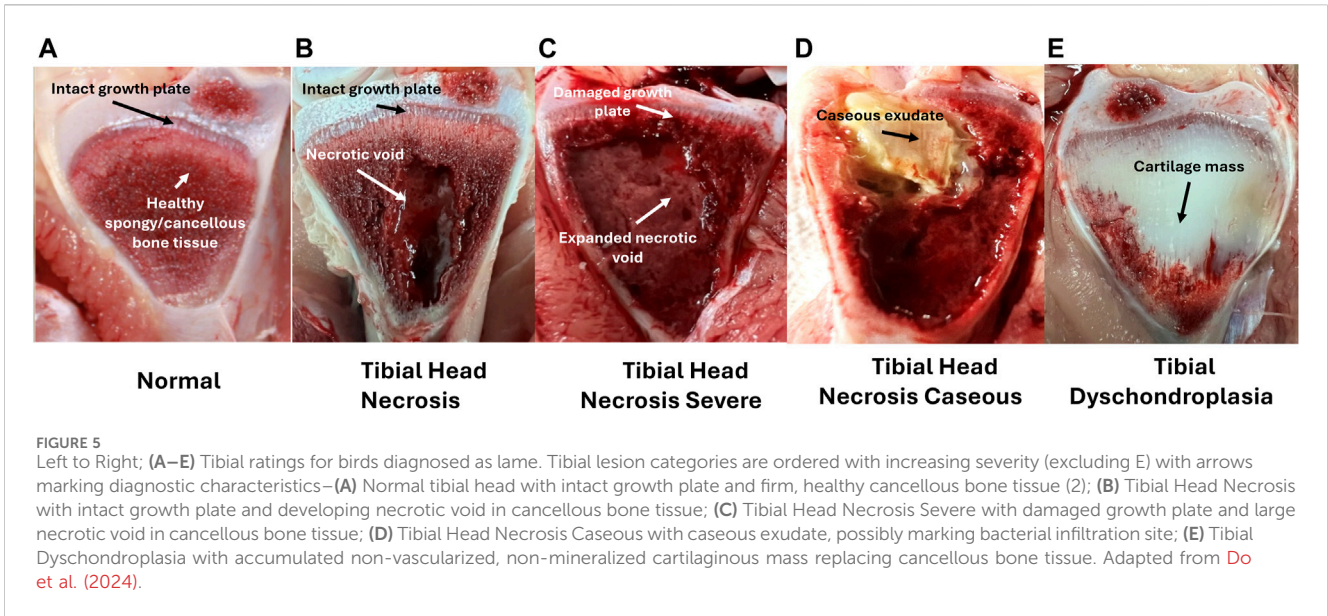 A
B
C
D
E
Intact growth plate
Healthy
spongy/cancellous
bone tissue
Intact growth plate
Necrotic void
Damaged growth
plate
Expanded necrotic
void
Caseous exudate
Cartilage mass
Normal
Tibial Head
Necrosis
Tibial Head
Necrosis Severe
Tibial Head
Necrosis Caseous
Tibial
Dyschondroplasia
FIGURE 5
Left to Right; (A–E) Tibial ratings for birds diagnosed as lame. Tibial lesion categories are ordered with increasing severity (excluding E) with arrows
marking diagnostic characteristics–(A) Normal tibial head with intact growth plate and firm, healthy cancellous bone tissue (2); (B) Tibial Head Necrosis
with intact growth plate and developing necrotic void in cancellous bone tissue; (C) Tibial Head Necrosis Severe with damaged growth plate and large
necrotic void in cancellous bone tissue; (D) Tibial Head Necrosis Caseous with caseous exudate, possibly marking bacterial infiltration site; (E) Tibial
Dyschondroplasia with accumulated non-vascularized, non-mineralized cartilaginous mass replacing cancellous bone tissue. Adapted from Do
et al. (2024).